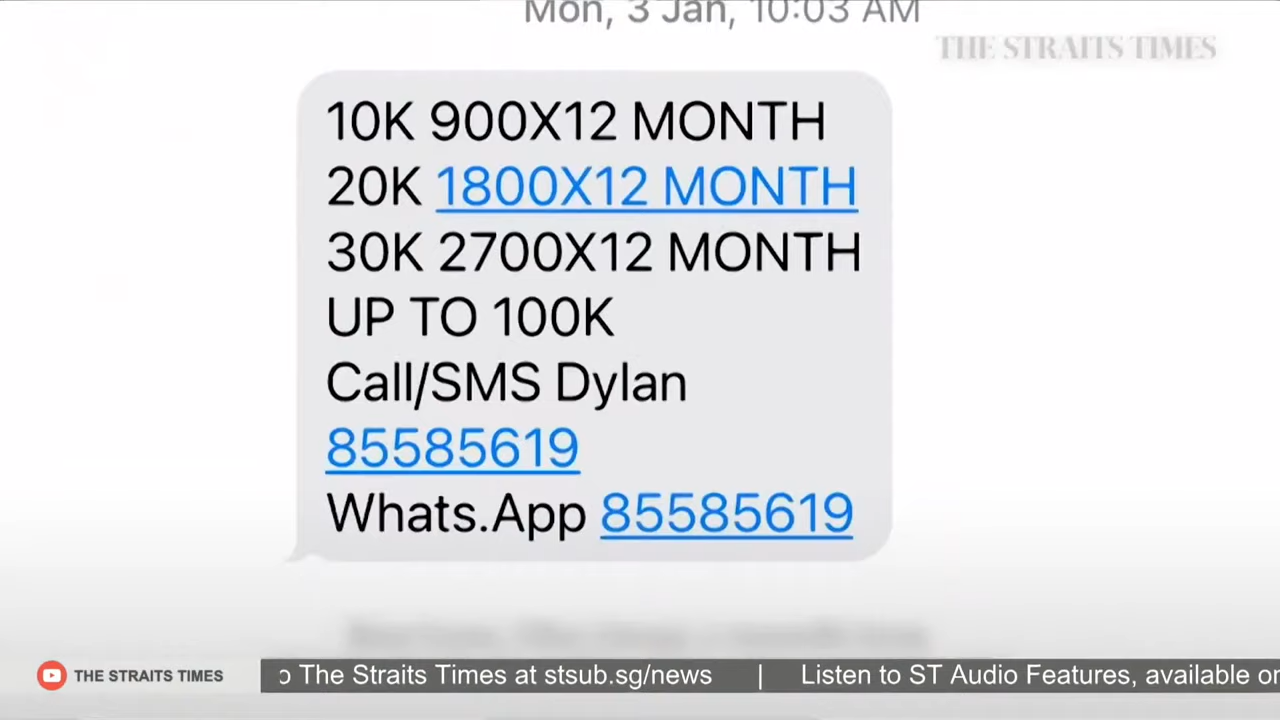 Mon, 3 Jan, 10:03 AM
THE STRAITS TIMES
10K 900X12 MONTH
20K 1800X12 MONTH
30K 2700X12 MONTH
UP TO 100K
Call/SMS Dylan
85585619
Whats.App 85585619
THE STRAITS TIMES
The Straits Times at stsub.sg/news | Listen to ST Audio Features, available on